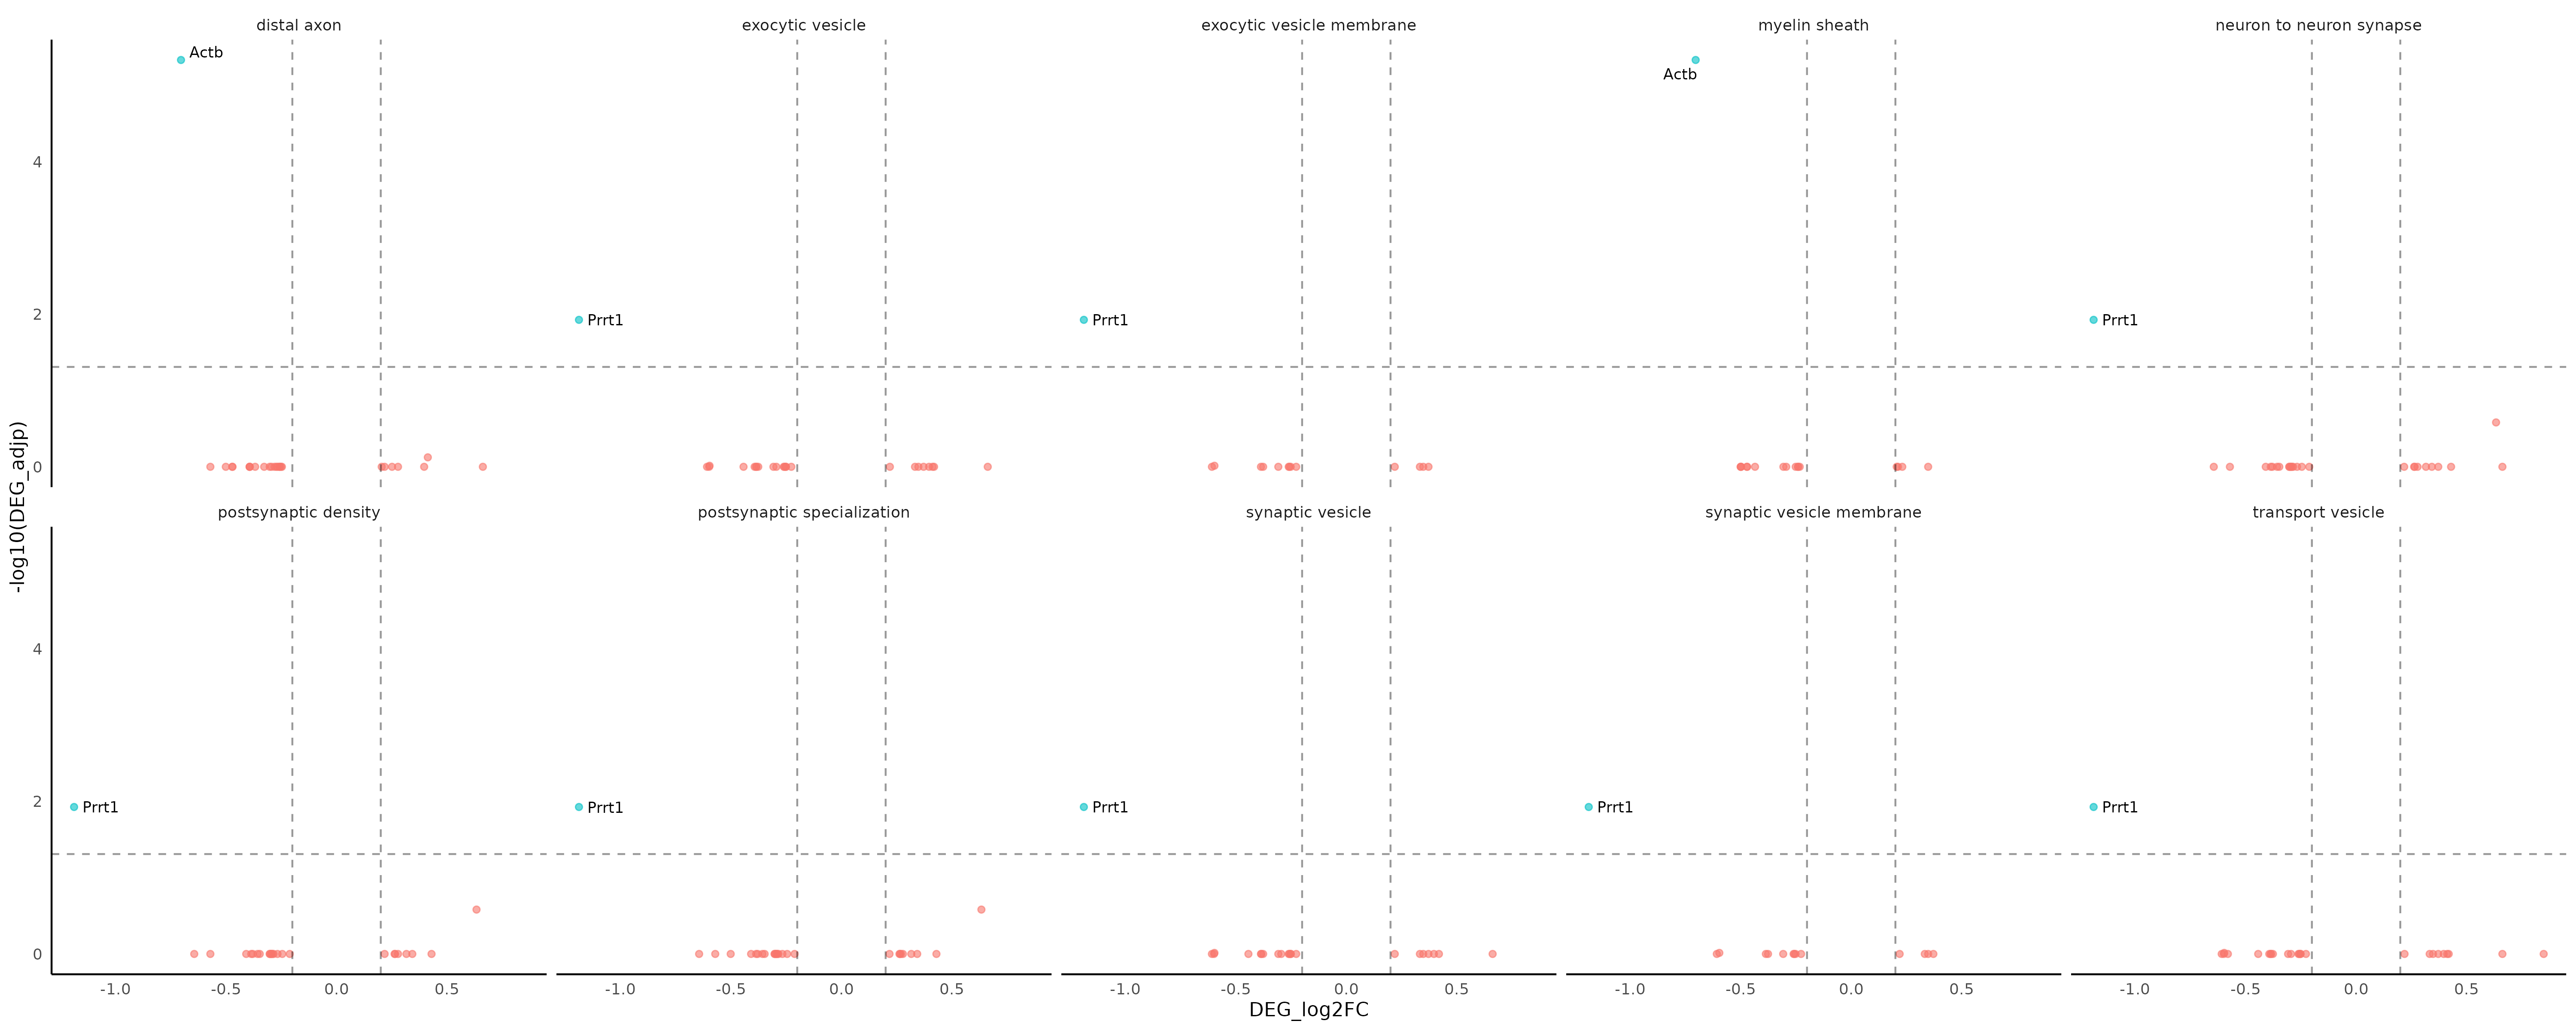 distal axon
exocytic vesicle
exocytic vesicle membrane
myelin sheath
neuron to neuron synapse
Actb
Actb
4
2
Prrt1
Prrt1
Prrt1
0
-log10(DEG_adjp)
postsynaptic density
postsynaptic specialization
synaptic vesicle
synaptic vesicle membrane
transport vesicle
4
2
Prrt1
Prrt1
Prrt1
Prrt1
Prrt1
0
-1.0 -0.5 0.0 0.5
-1.0 -0.5 0.0 0.5
-1.0 -0.5 0.0 0.5
-1.0 -0.5 0.0 0.5
-1.0 -0.5 0.0 0.5
DEG_log2FC